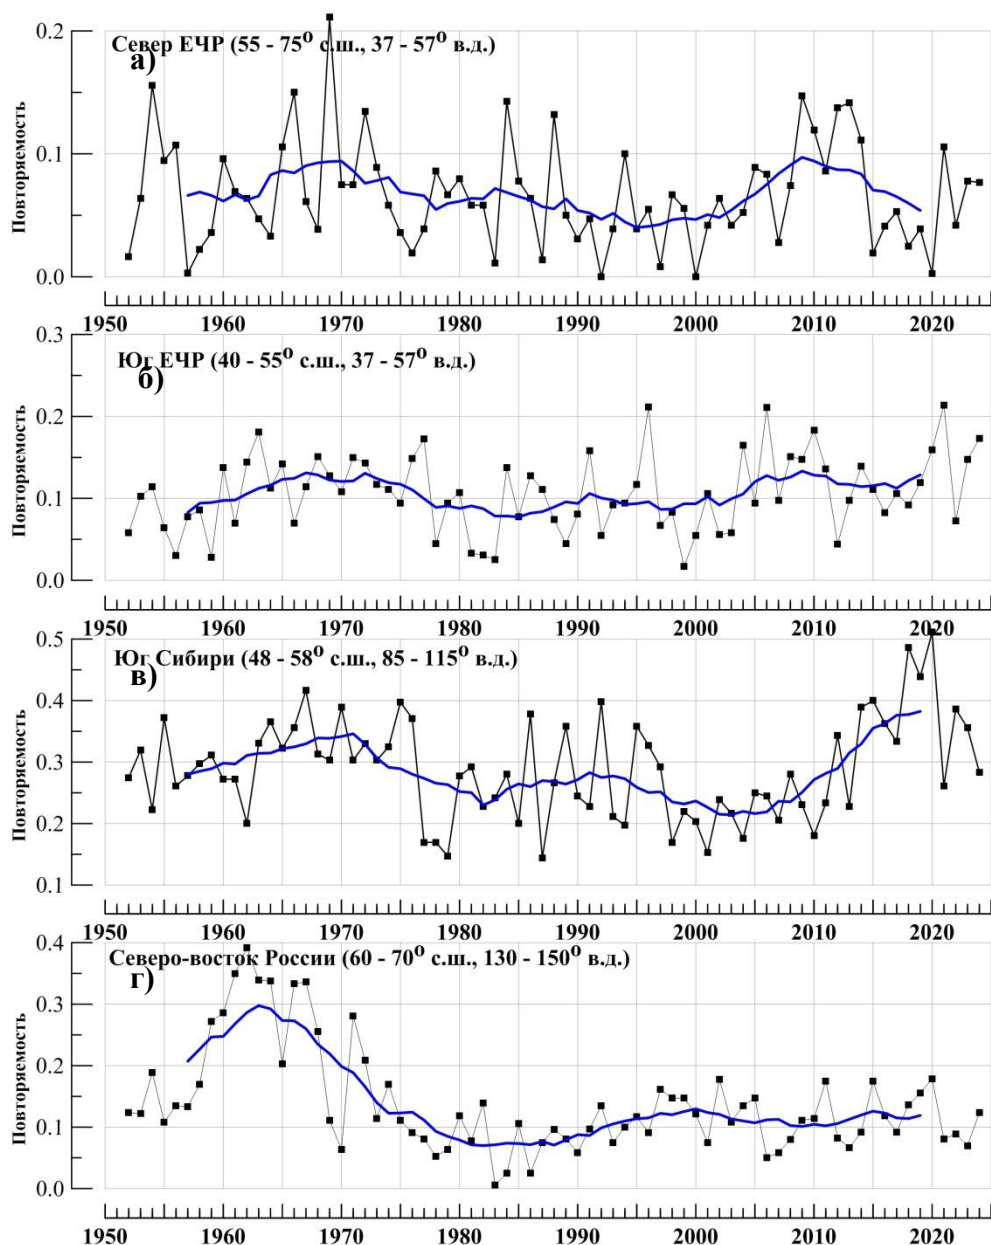 0.2
Север ЕЧР (55 - 75⁰ с.ш., 37 - 57⁰ в.д.)
а)
Повторяемость
0.1
0.0
1950 1960 1970 1980 1990 2000 2010 2020
0.3
Юг ЕЧР (40 - 55⁰ с.ш., 37 - 57⁰ в.д.)
б)
0.2
Повторяемость
0.1
0.0
1950 1960 1970 1980 1990 2000 2010 2020
0.5
Юг Сибири (48 - 58⁰ с.ш., 85 - 115⁰ в.д.)
в)
0.4
Повторяемость
0.3
0.2
0.1
1950 1960 1970 1980 1990 2000 2010 2020
0.4
Северо-восток России (60 - 70⁰ с.ш., 130 - 150⁰ в.д.)
г)
0.3
Повторяемость
0.2
0.1
0.0
1950 1960 1970 1980 1990 2000 2010 2020